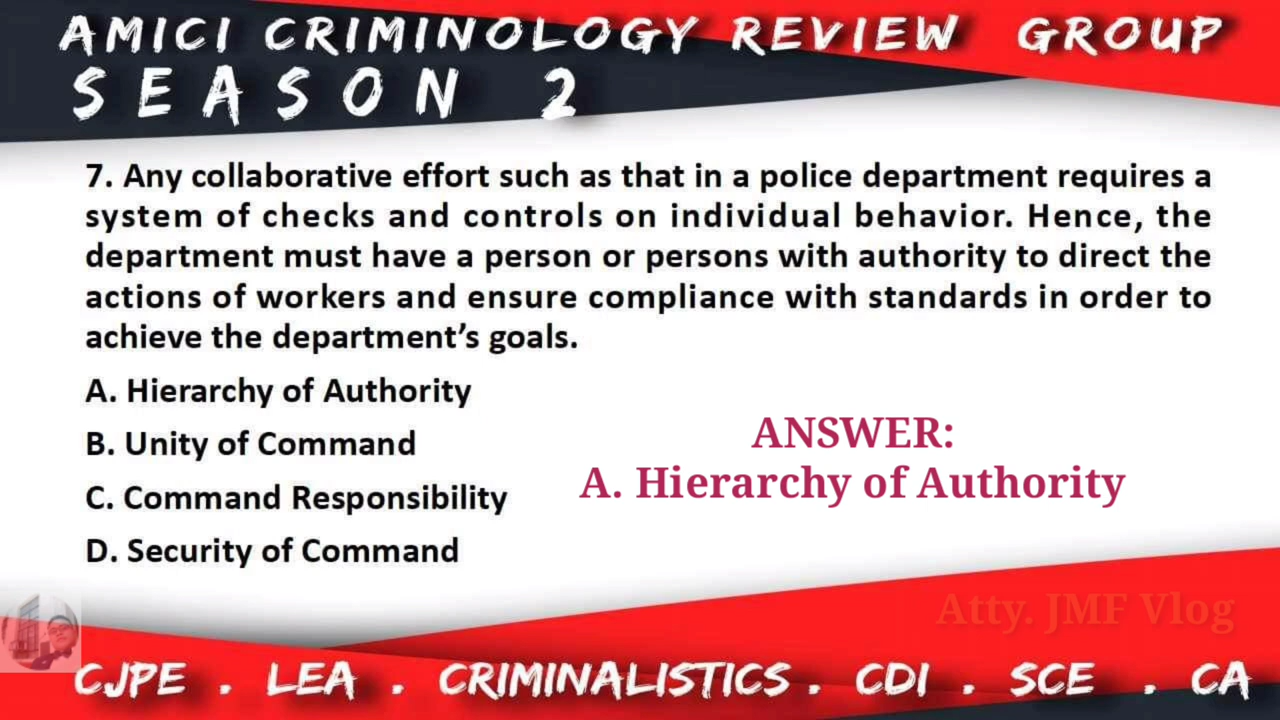 AMICI CRIMINOLOGY REVIEW GROUP
SEASON 2
7. Any collaborative effort such as that in a police department requires a
system of checks and controls on individual behavior. Hence, the
department must have a person or persons with authority to direct the
actions of workers and ensure compliance with standards in order to
achieve the department’s goals.
A. Hierarchy of Authority
B. Unity of Command
C. Command Responsibility
D. Security of Command
ANSWER:
A. Hierarchy of Authority
Atty. JMF Vlog
CJPE . LEA . CRIMINALISTICS . CDI . SCE . CA